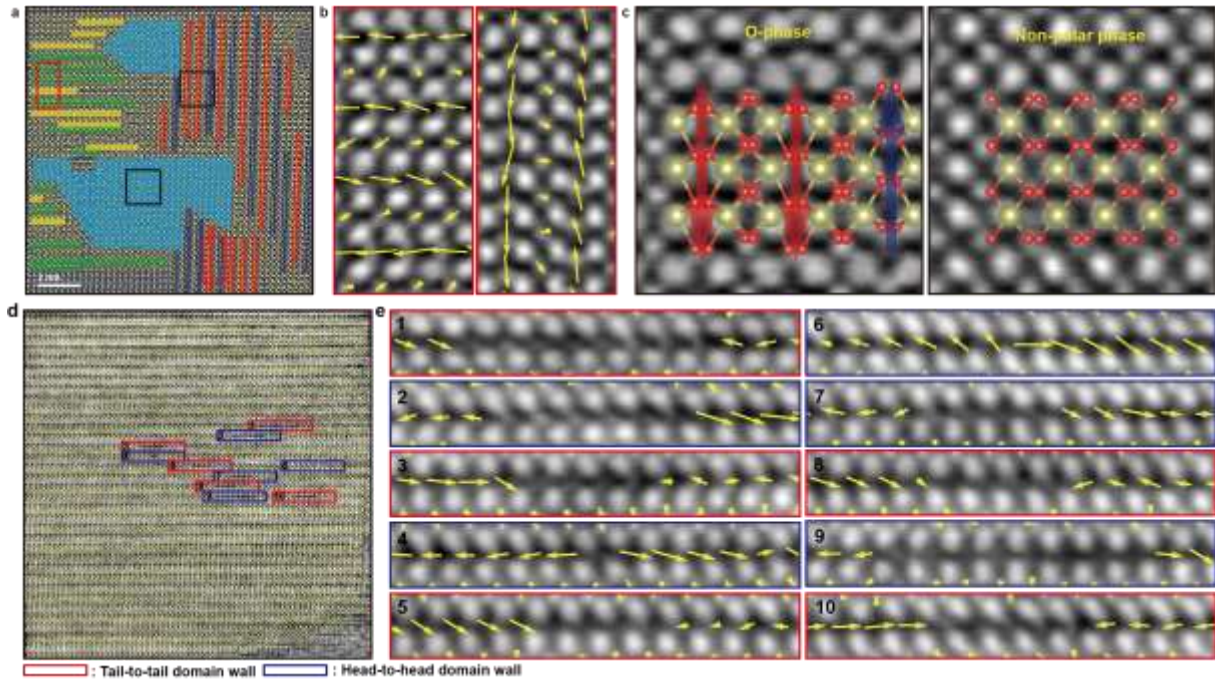 a
b
c
O-phase
Non-polar phase
d
e
1
6
2
7
3
8
4
9
5
10
: Tail-to-tail domain wall
: Head-to-head domain wall